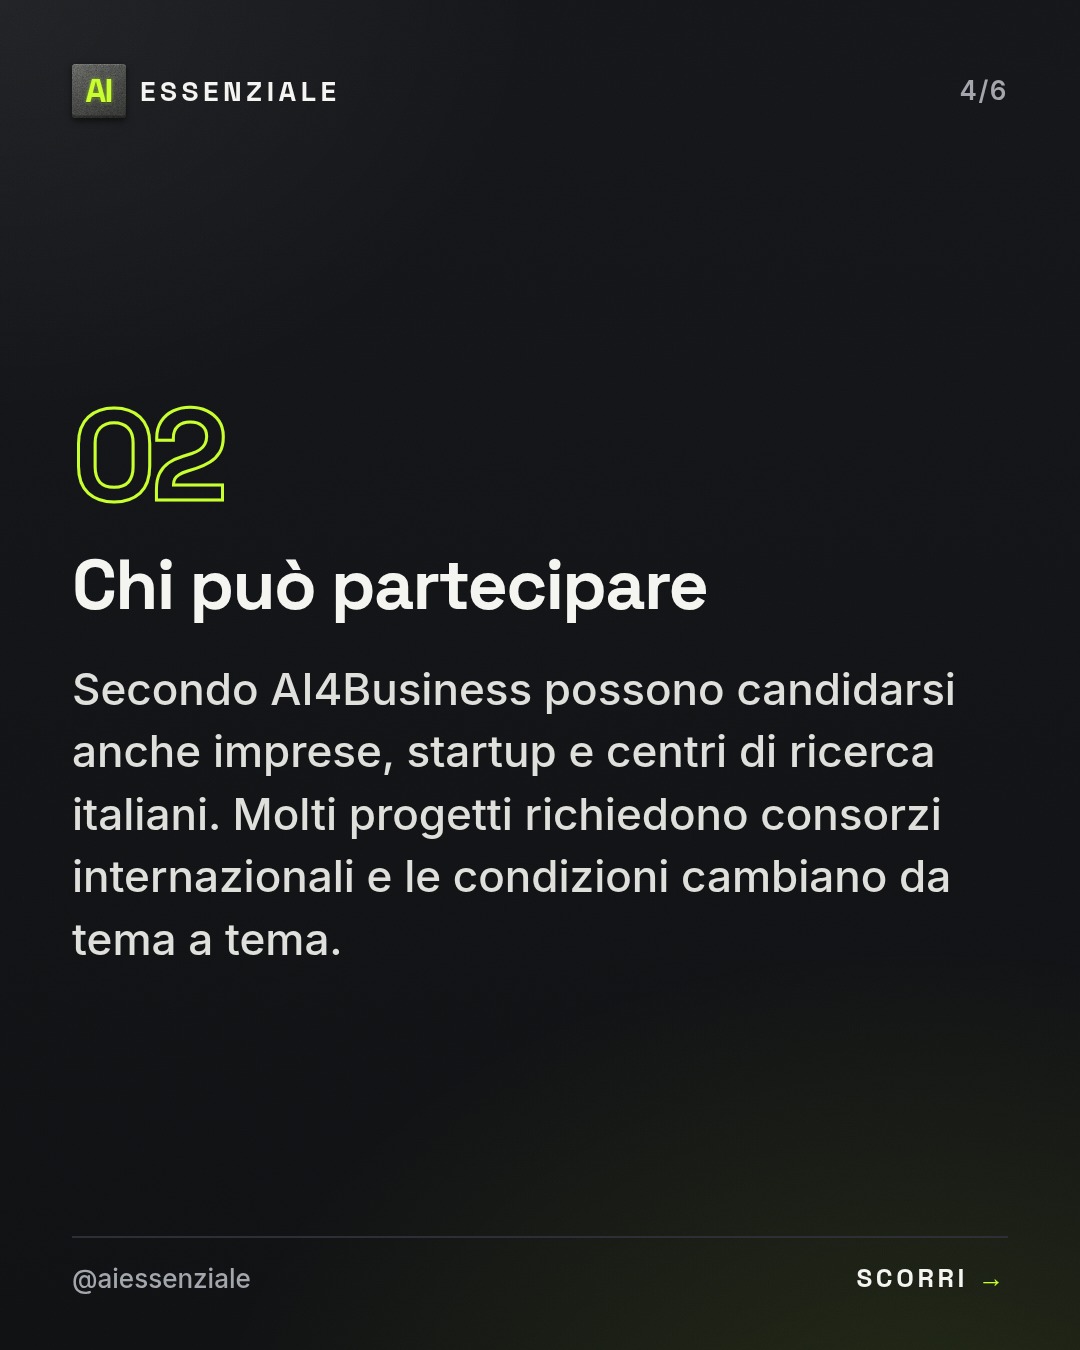 AI ESSENZIALE
4/6
02
Chi può partecipare
Secondo AI4Business possono candidarsi
anche imprese, startup e centri di ricerca
italiani. Molti progetti richiedono consorzi
internazionali e le condizioni cambiano da
tema a tema.
@aiessenziale
SCORRI →